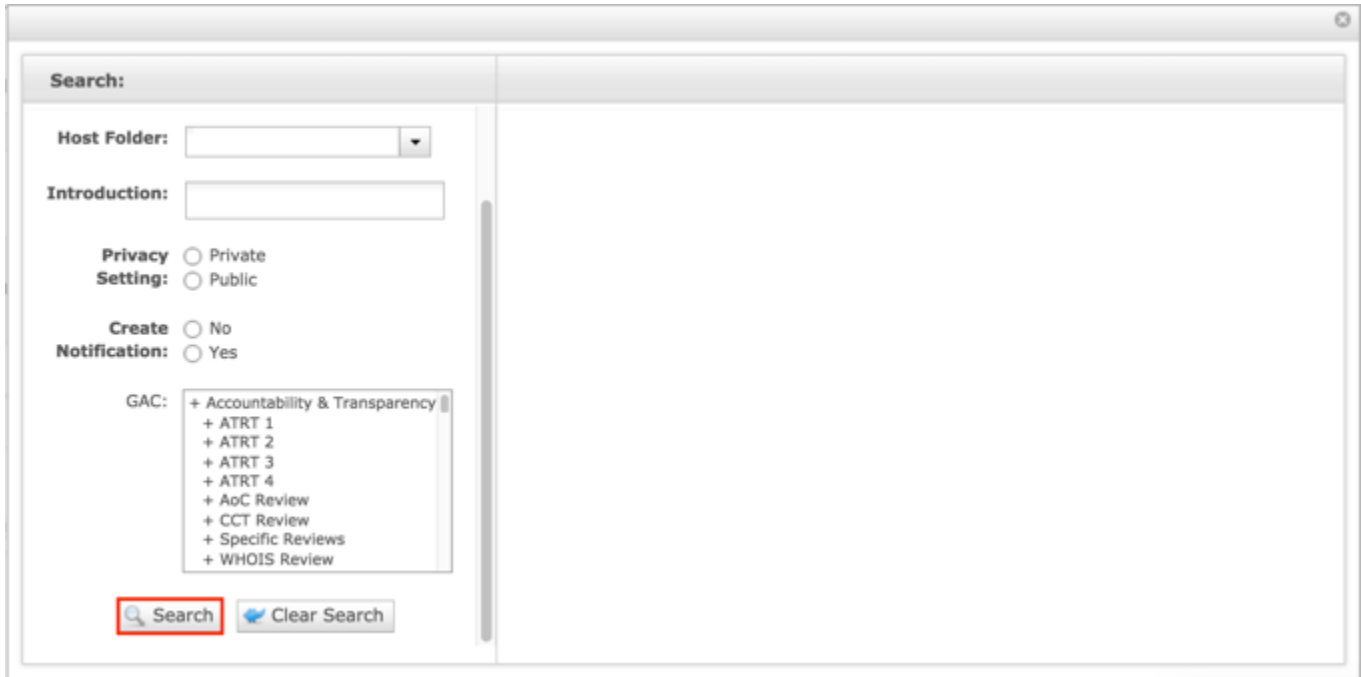 Search:
Host Folder:
Introduction:
Privacy Setting:
Private
Public
Create Notification:
No
Yes
GAC:
+ Accountability & Transparency
+ ATRT 1
+ ATRT 2
+ ATRT 3
+ ATRT 4
+ AoC Review
+ CCT Review
+ Specific Reviews
+ WHOIS Review
Search
Clear Search